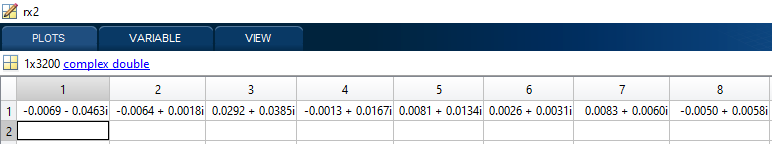 rx2
PLOTS VARIABLE VIEW
1x3200 complex double
1 2 3 4 5 6 7 8
1 -0.0069 - 0.0463i -0.0064 + 0.0018i 0.0292 + 0.0385i -0.0013 + 0.0167i 0.0081 + 0.0134i 0.0026 + 0.0031i 0.0083 + 0.0060i -0.0050 + 0.0058i
2